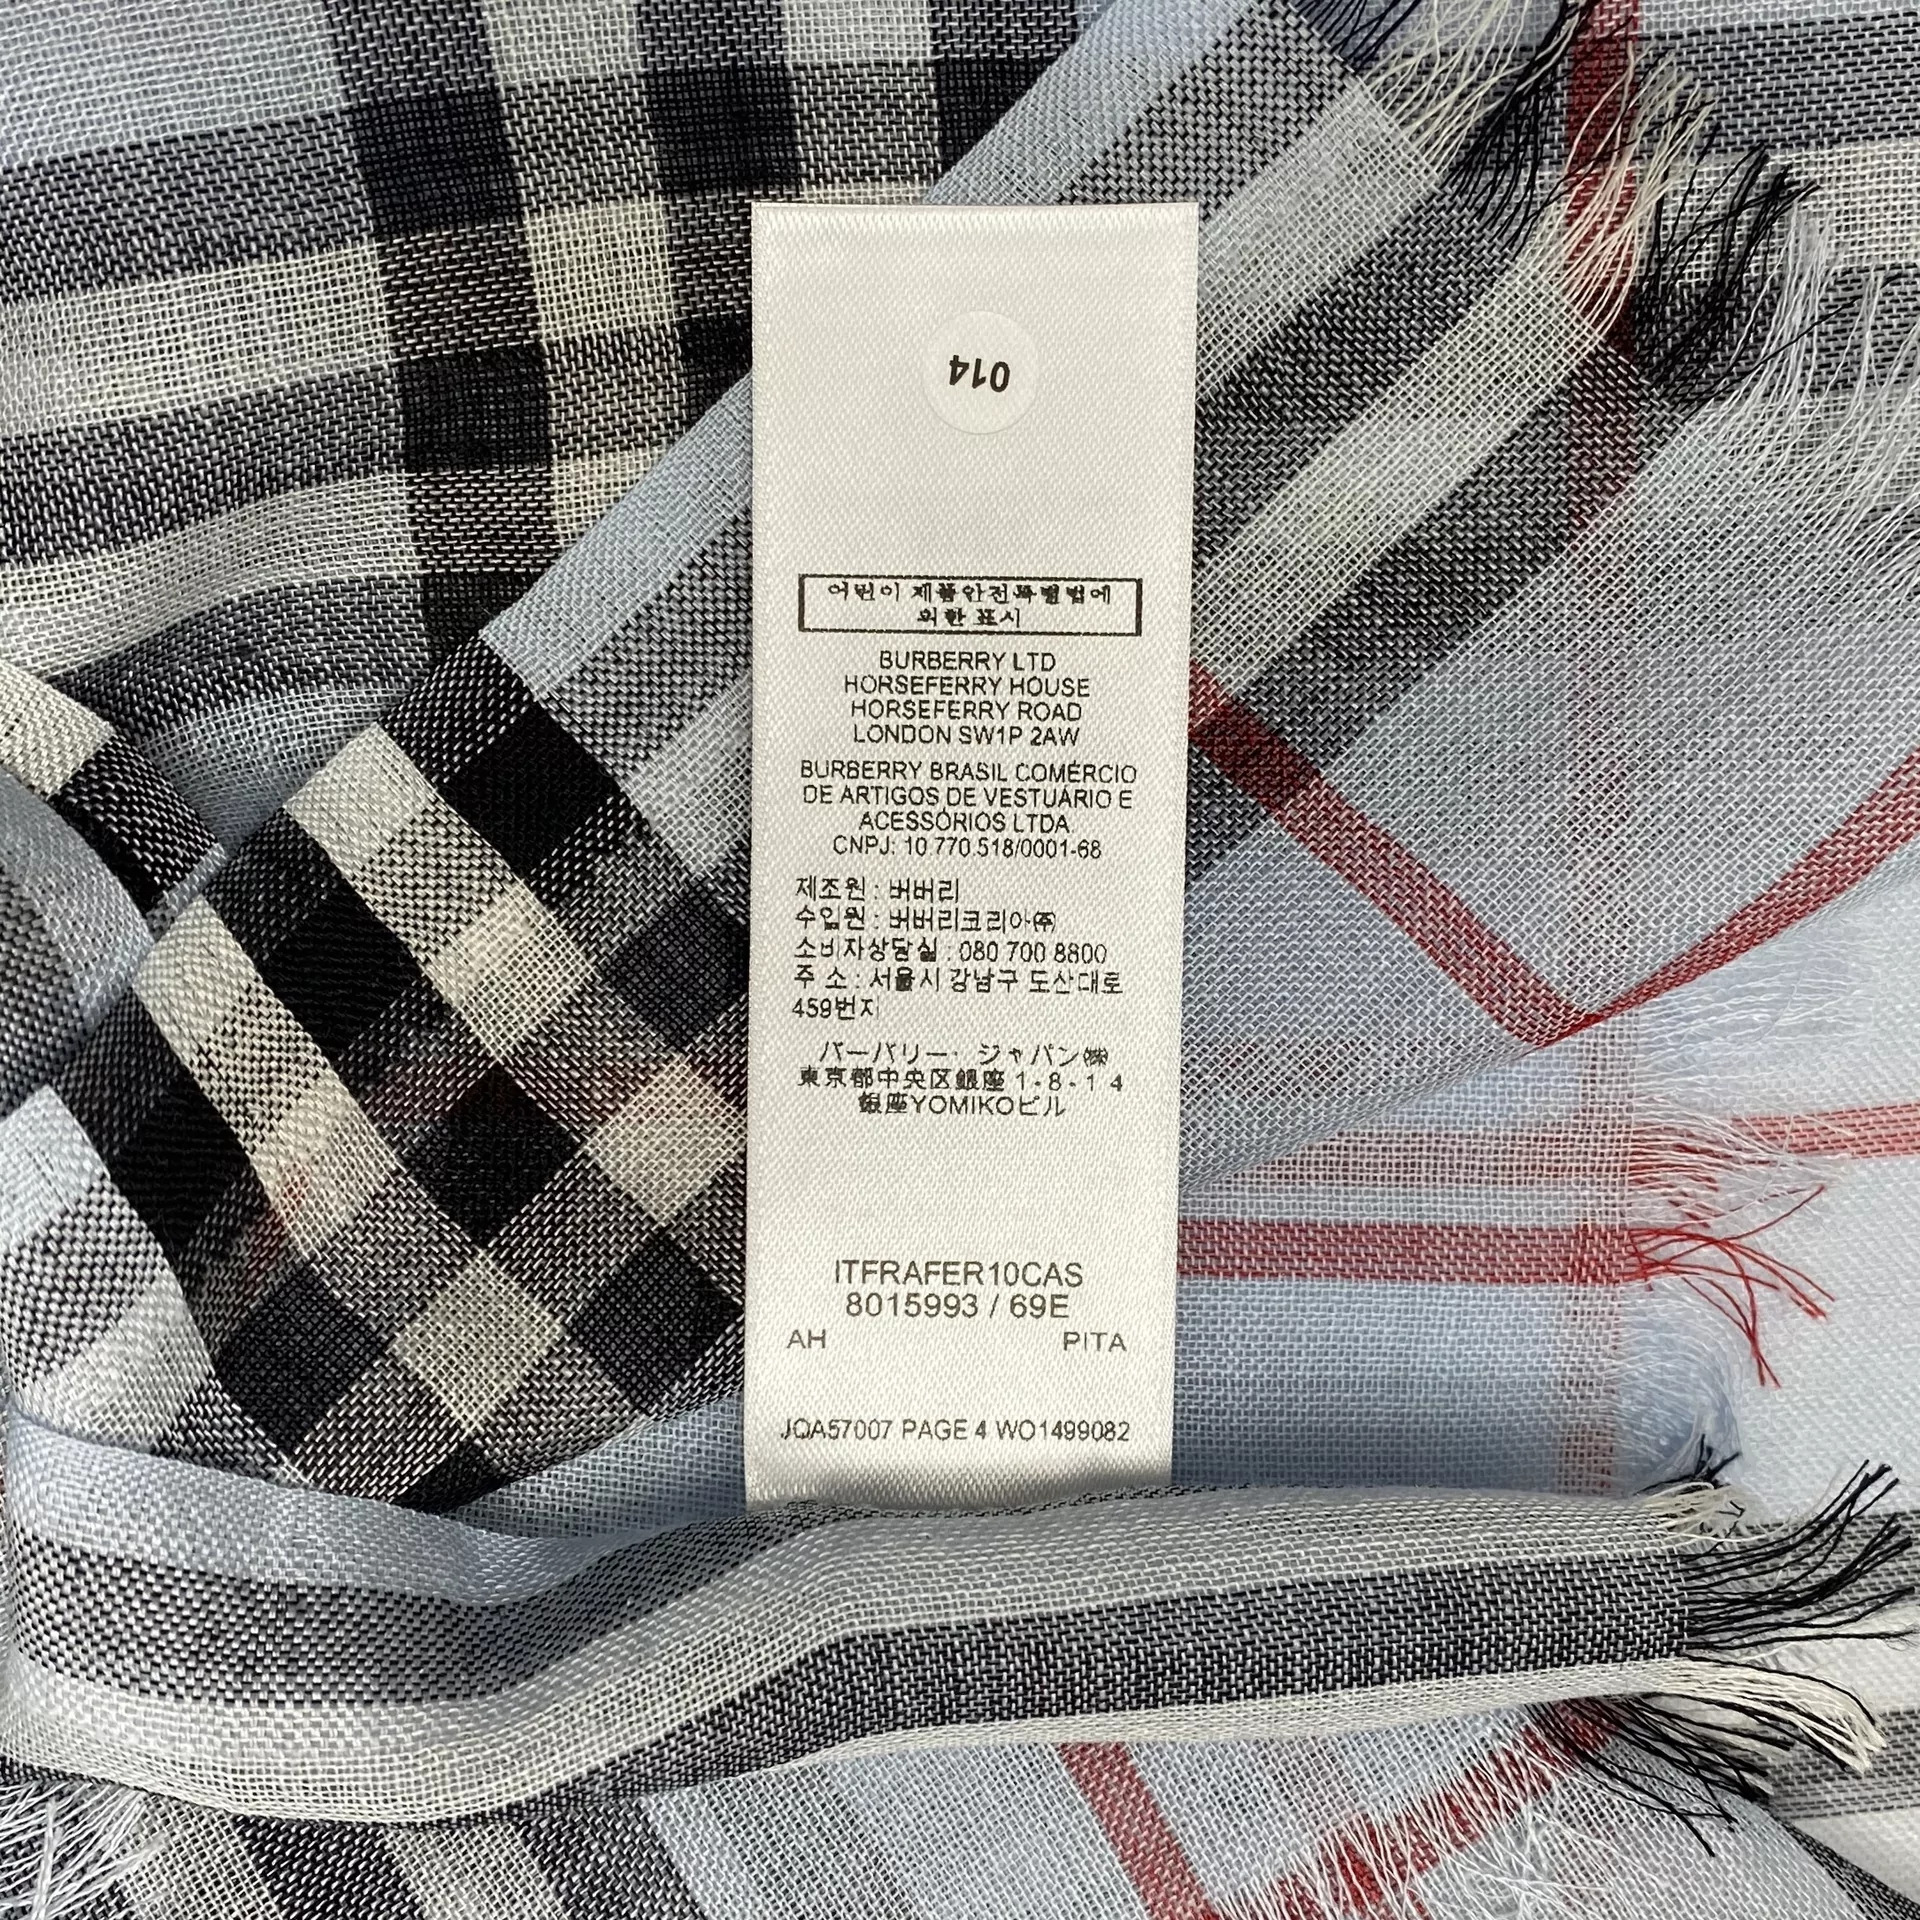 014
어린이 제품안전특별법에
의한 표시
BURBERRY LTD
HORSEFERRY HOUSE
HORSEFERRY ROAD
LONDON SW1P 2AW
BURBERRY BRASIL COMÉRCIO
DE ARTIGOS DE VESTUÁRIO E
ACESSÓRIOS LTDA
CNPJ: 10.770.518/0001-68
제조원 : 버버리
수입원 : 버버리코리아㈜
소비자상담실 : 080 700 8800
주 소 : 서울시 강남구 도산대로
459번지
バーバリー・ジャパン㈱
東京都中央区銀座 1-8-14
銀座YOMIKOビル
ITFRAFER10CAS
8015993 / 69E
AH PITA
JQA57007 PAGE 4 WO1499082